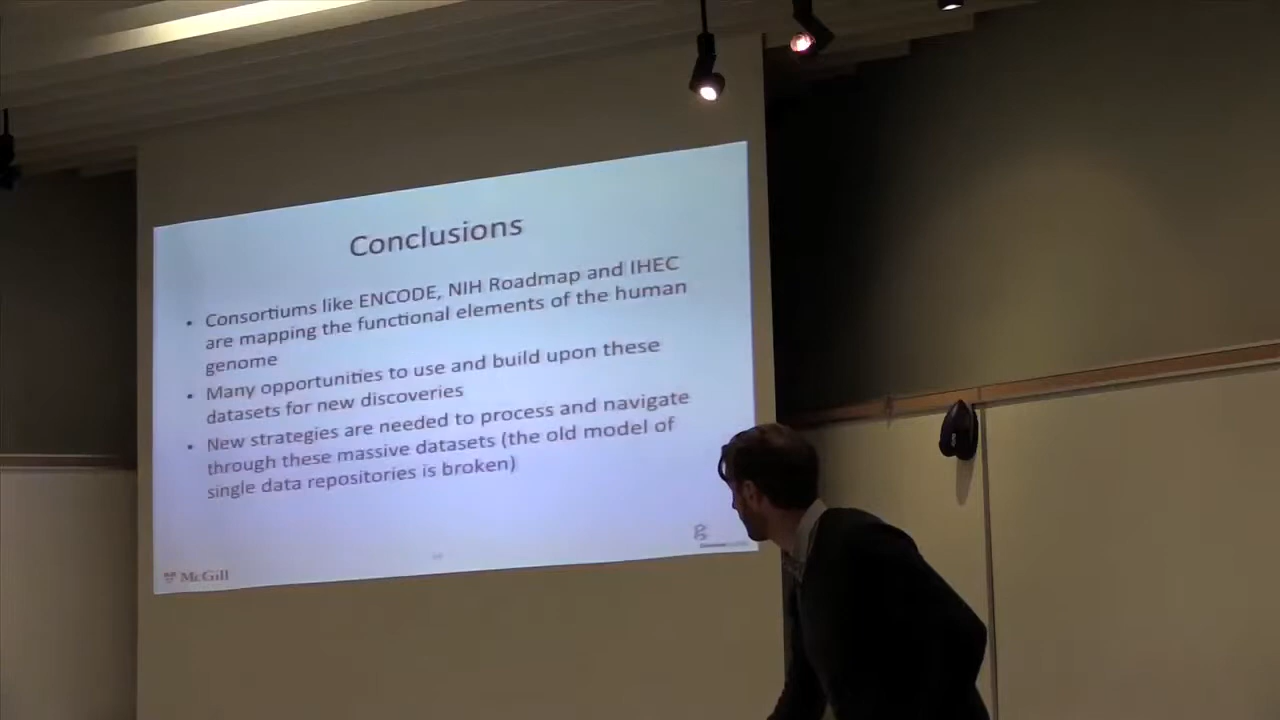 Conclusions
• Consortiums like ENCODE, NIH Roadmap and IHEC
are mapping the functional elements of the human
genome
• Many opportunities to use and build upon these
datasets for new discoveries
• New strategies are needed to process and navigate
through these massive datasets (the old model of
single data repositories is broken)
McGill